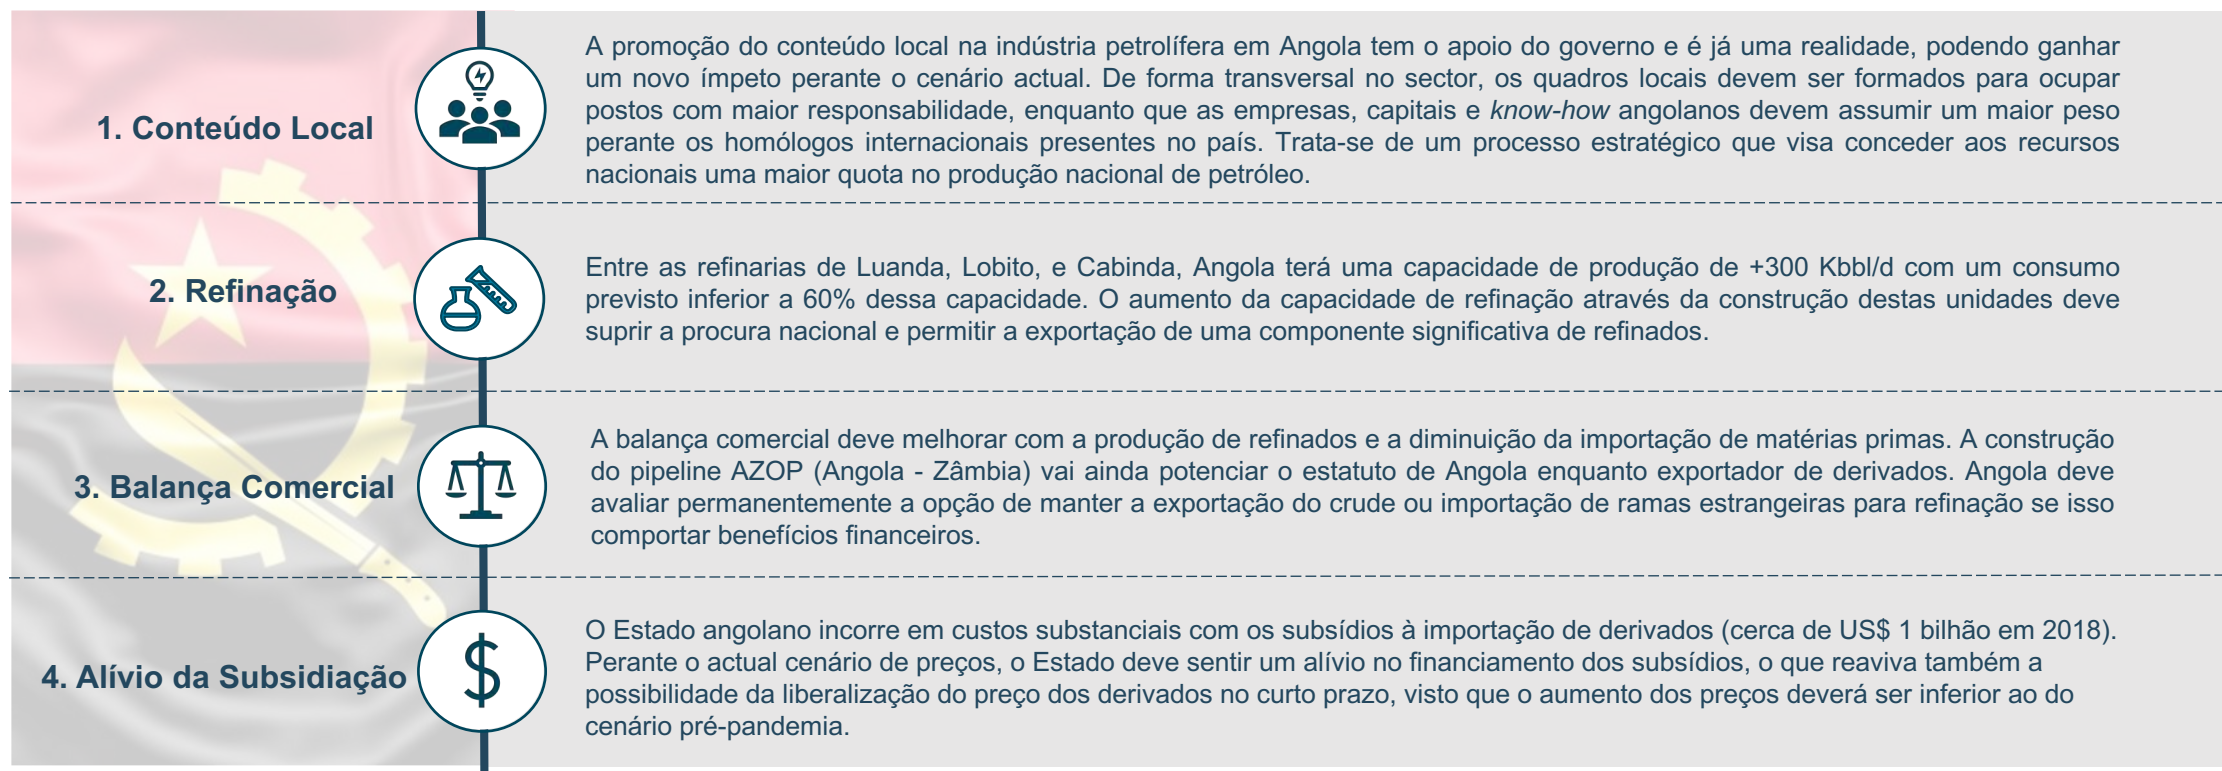 1. Conteúdo Local
A promoção do conteúdo local na indústria petrolífera em Angola tem o apoio do governo e é já uma realidade, podendo ganhar
um novo ímpeto perante o cenário actual. De forma transversal no sector, os quadros locais devem ser formados para ocupar
postos com maior responsabilidade, enquanto que as empresas, capitais e know-how angolanos devem assumir um maior peso
perante os homólogos internacionais presentes no país. Trata-se de um processo estratégico que visa conceder aos recursos
nacionais uma maior quota no produção nacional de petróleo.
2. Refinação
Entre as refinarias de Luanda, Lobito, e Cabinda, Angola terá uma capacidade de produção de +300 Kbbl/d com um consumo
previsto inferior a 60% dessa capacidade. O aumento da capacidade de refinação através da construção destas unidades deve
suprir a procura nacional e permitir a exportação de uma componente significativa de refinados.
3. Balança Comercial
A balança comercial deve melhorar com a produção de refinados e a diminuição da importação de matérias primas. A construção
do pipeline AZOP (Angola - Zâmbia) vai ainda potenciar o estatuto de Angola enquanto exportador de derivados. Angola deve
avaliar permanentemente a opção de manter a exportação do crude ou importação de ramas estrangeiras para refinação se isso
comportar benefícios financeiros.
4. Alívio da Subsidiação
O Estado angolano incorre em custos substanciais com os subsídios à importação de derivados (cerca de US$ 1 bilhão em 2018).
Perante o actual cenário de preços, o Estado deve sentir um alívio no financiamento dos subsídios, o que reaviva também a
possibilidade da liberalização do preço dos derivados no curto prazo, visto que o aumento dos preços deverá ser inferior ao do
cenário pré-pandemia.